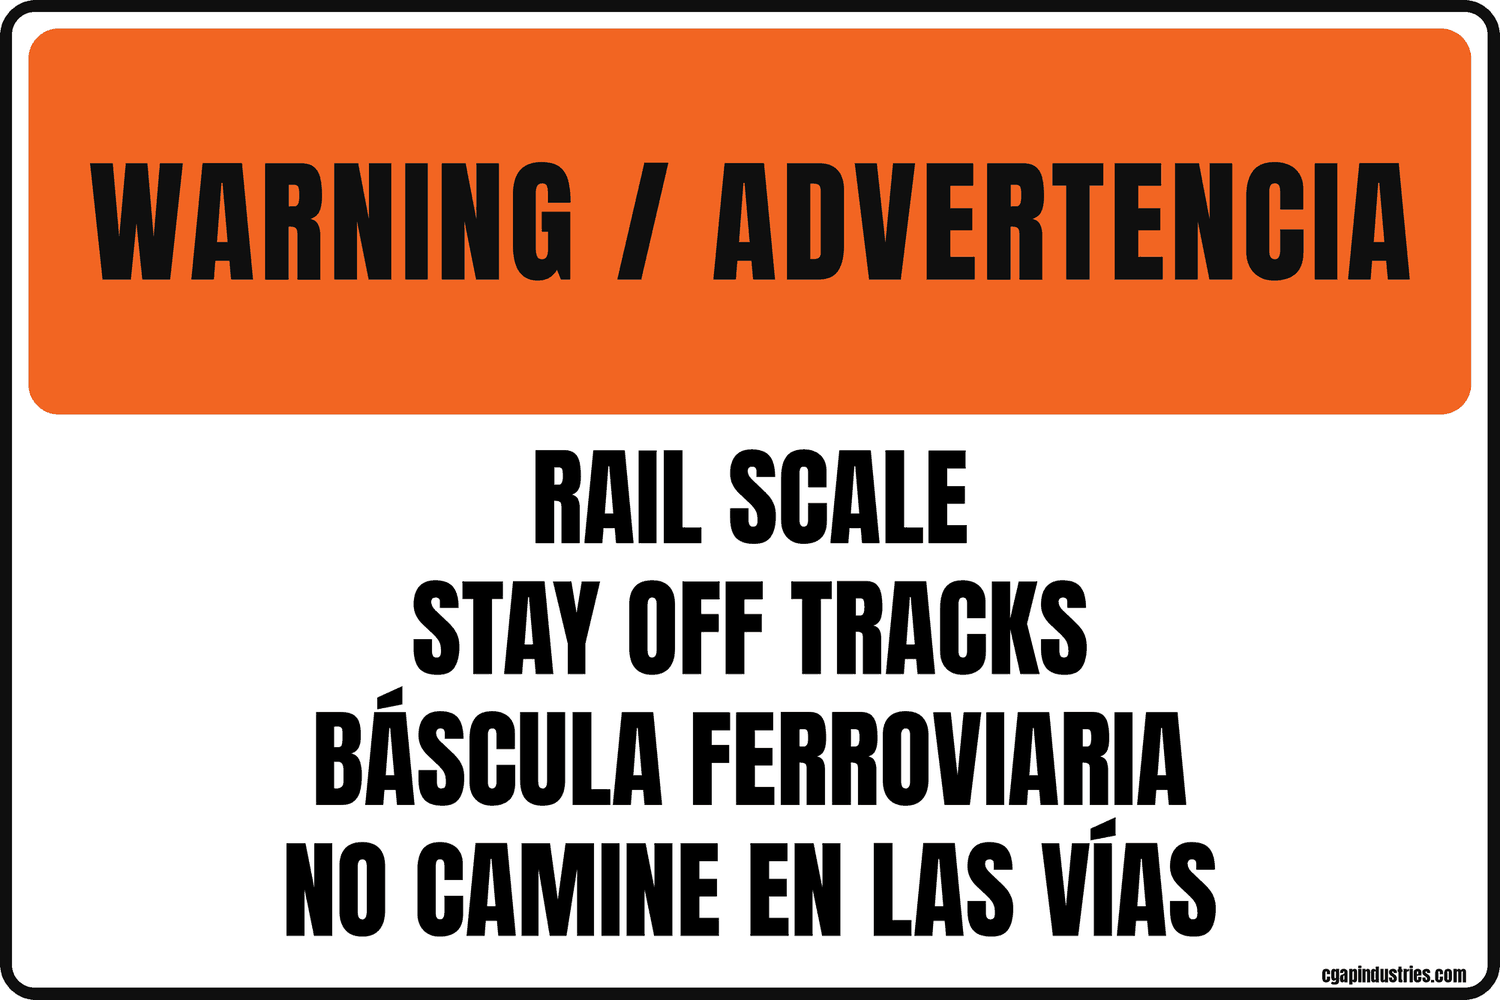 WARNING / ADVERTENCIA
RAIL SCALE
STAY OFF TRACKS
BÁSCULA FERROVIARIA
NO CAMINE EN LAS VÍAS
cgapindustries.com